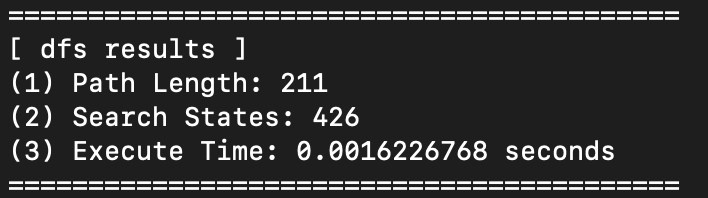 ==========================================
[ dfs results ]
(1) Path Length: 211
(2) Search States: 426
(3) Execute Time: 0.0016226768 seconds
==========================================